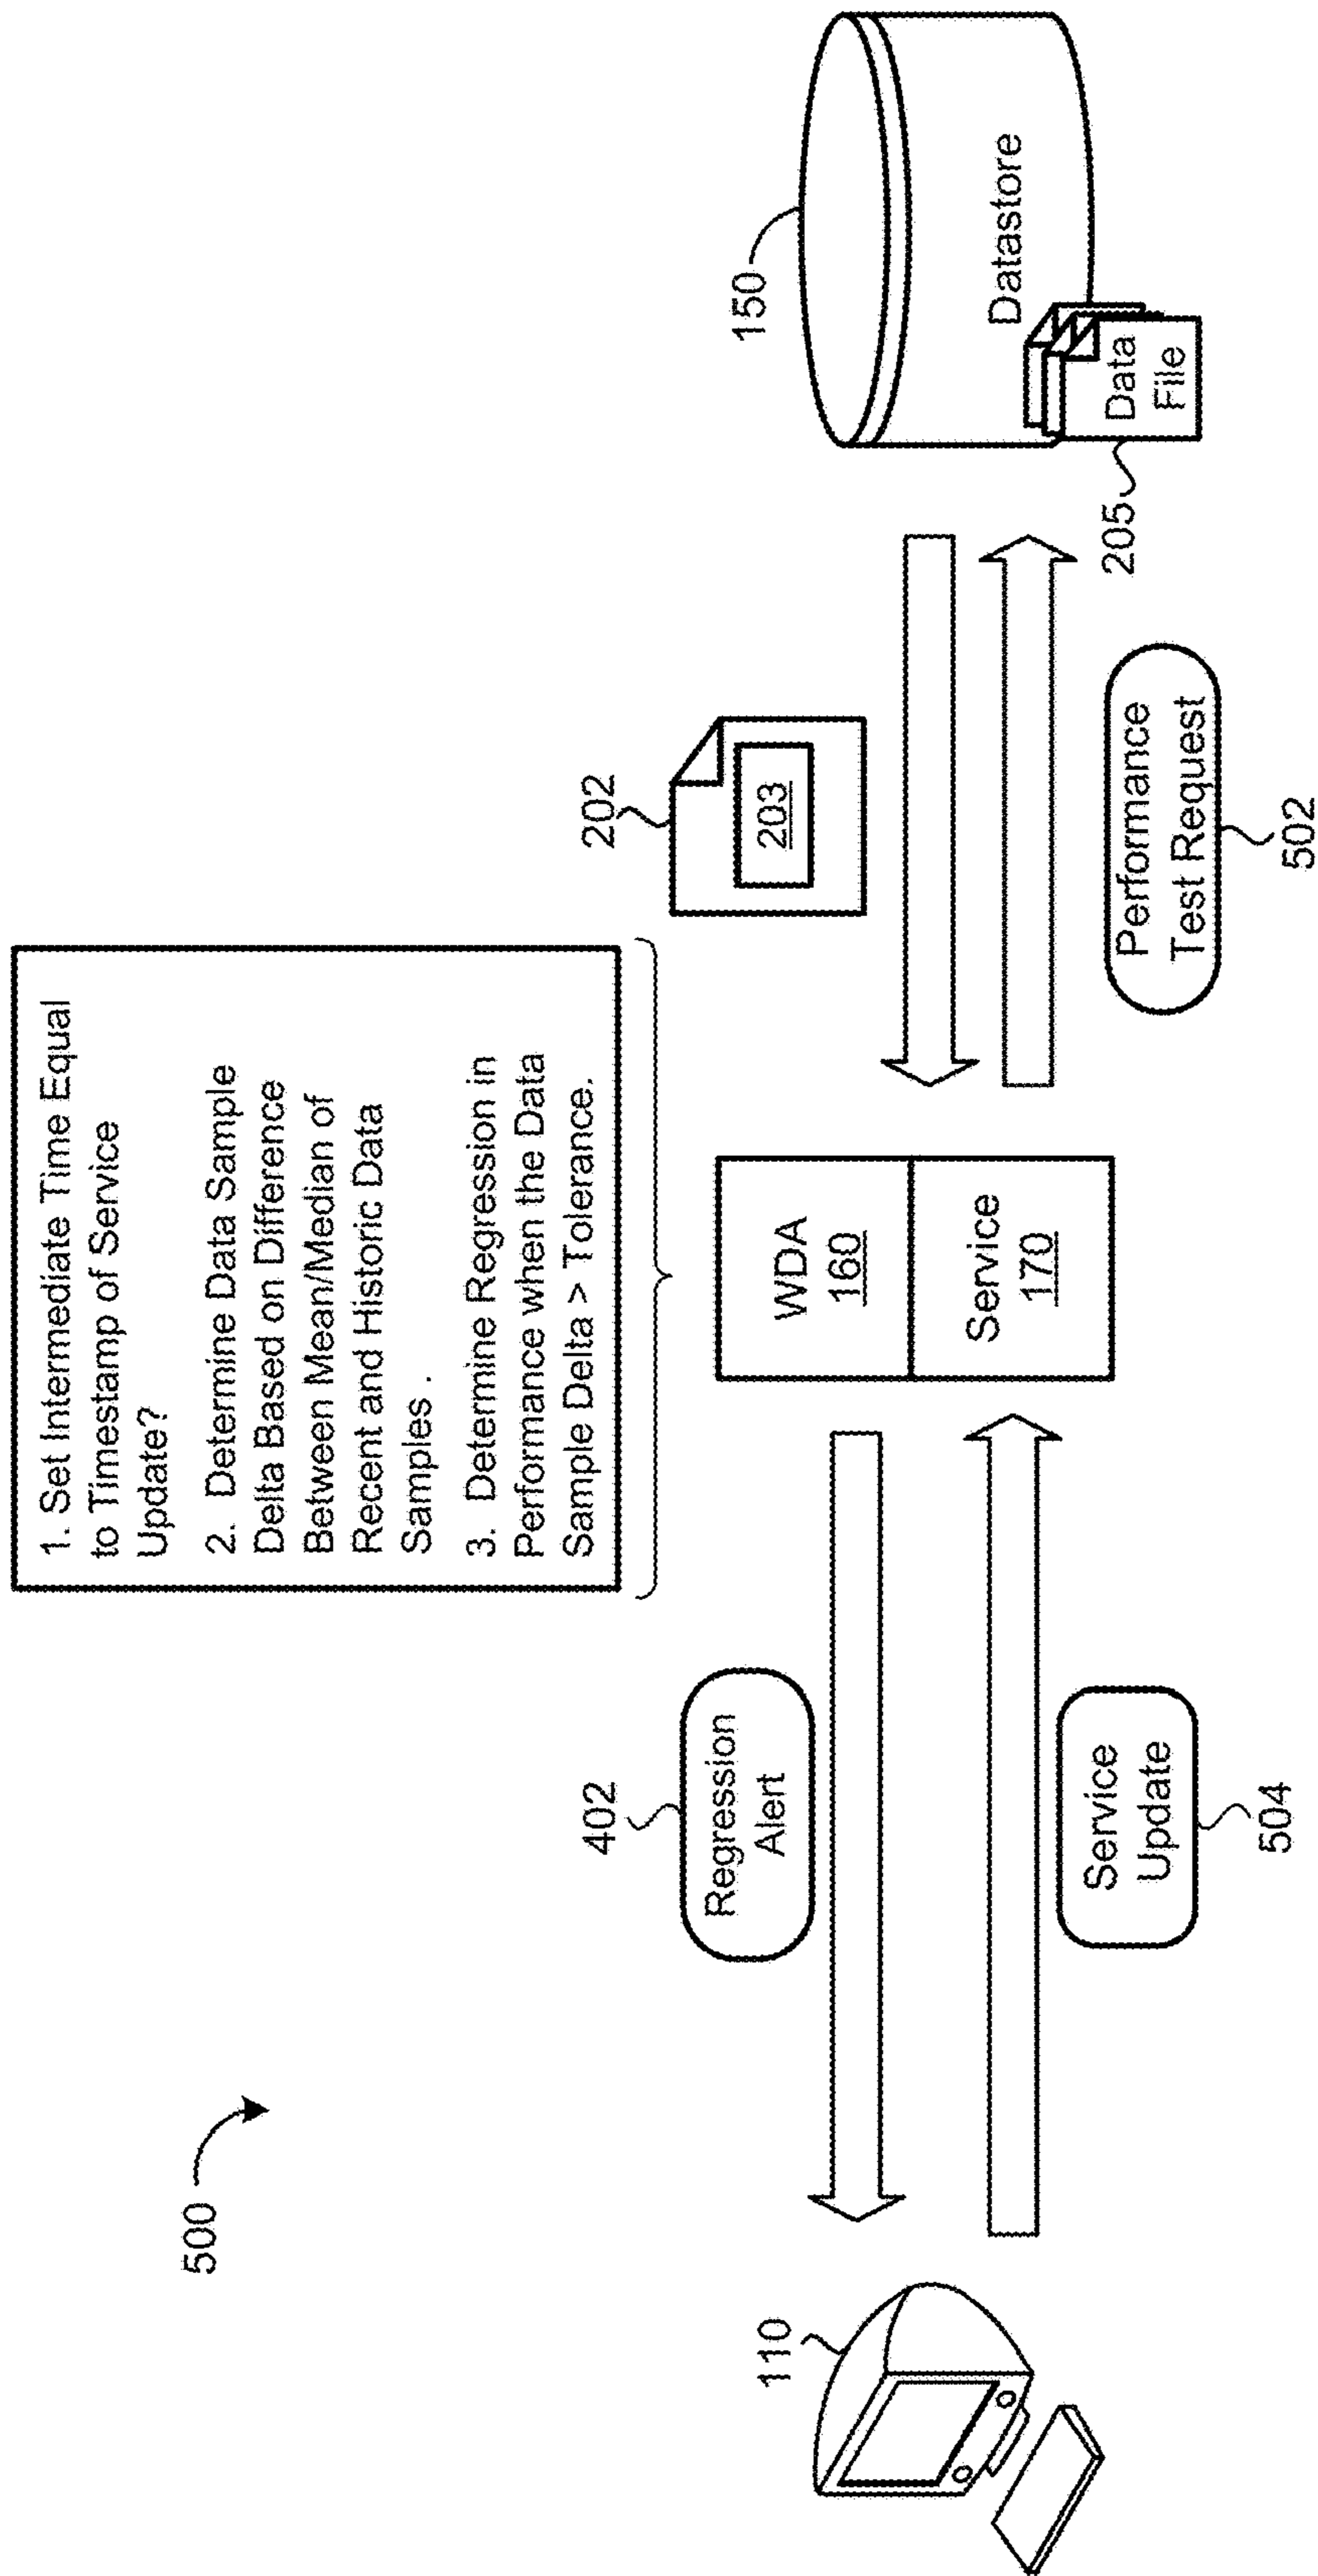 500
1. Set Intermediate Time Equal
to Timestamp of Service
Update?
2. Determine Data Sample
Delta Based on Difference
Between Mean/Median of
Recent and Historic Data
Samples .
3. Determine Regression in
Performance when the Data
Sample Delta > Tolerance.
110
402
Regression
Alert
Service
Update
504
WDA
160
Service
170
202
203
Performance
Test Request
502
150
Datastore
Data
File
205